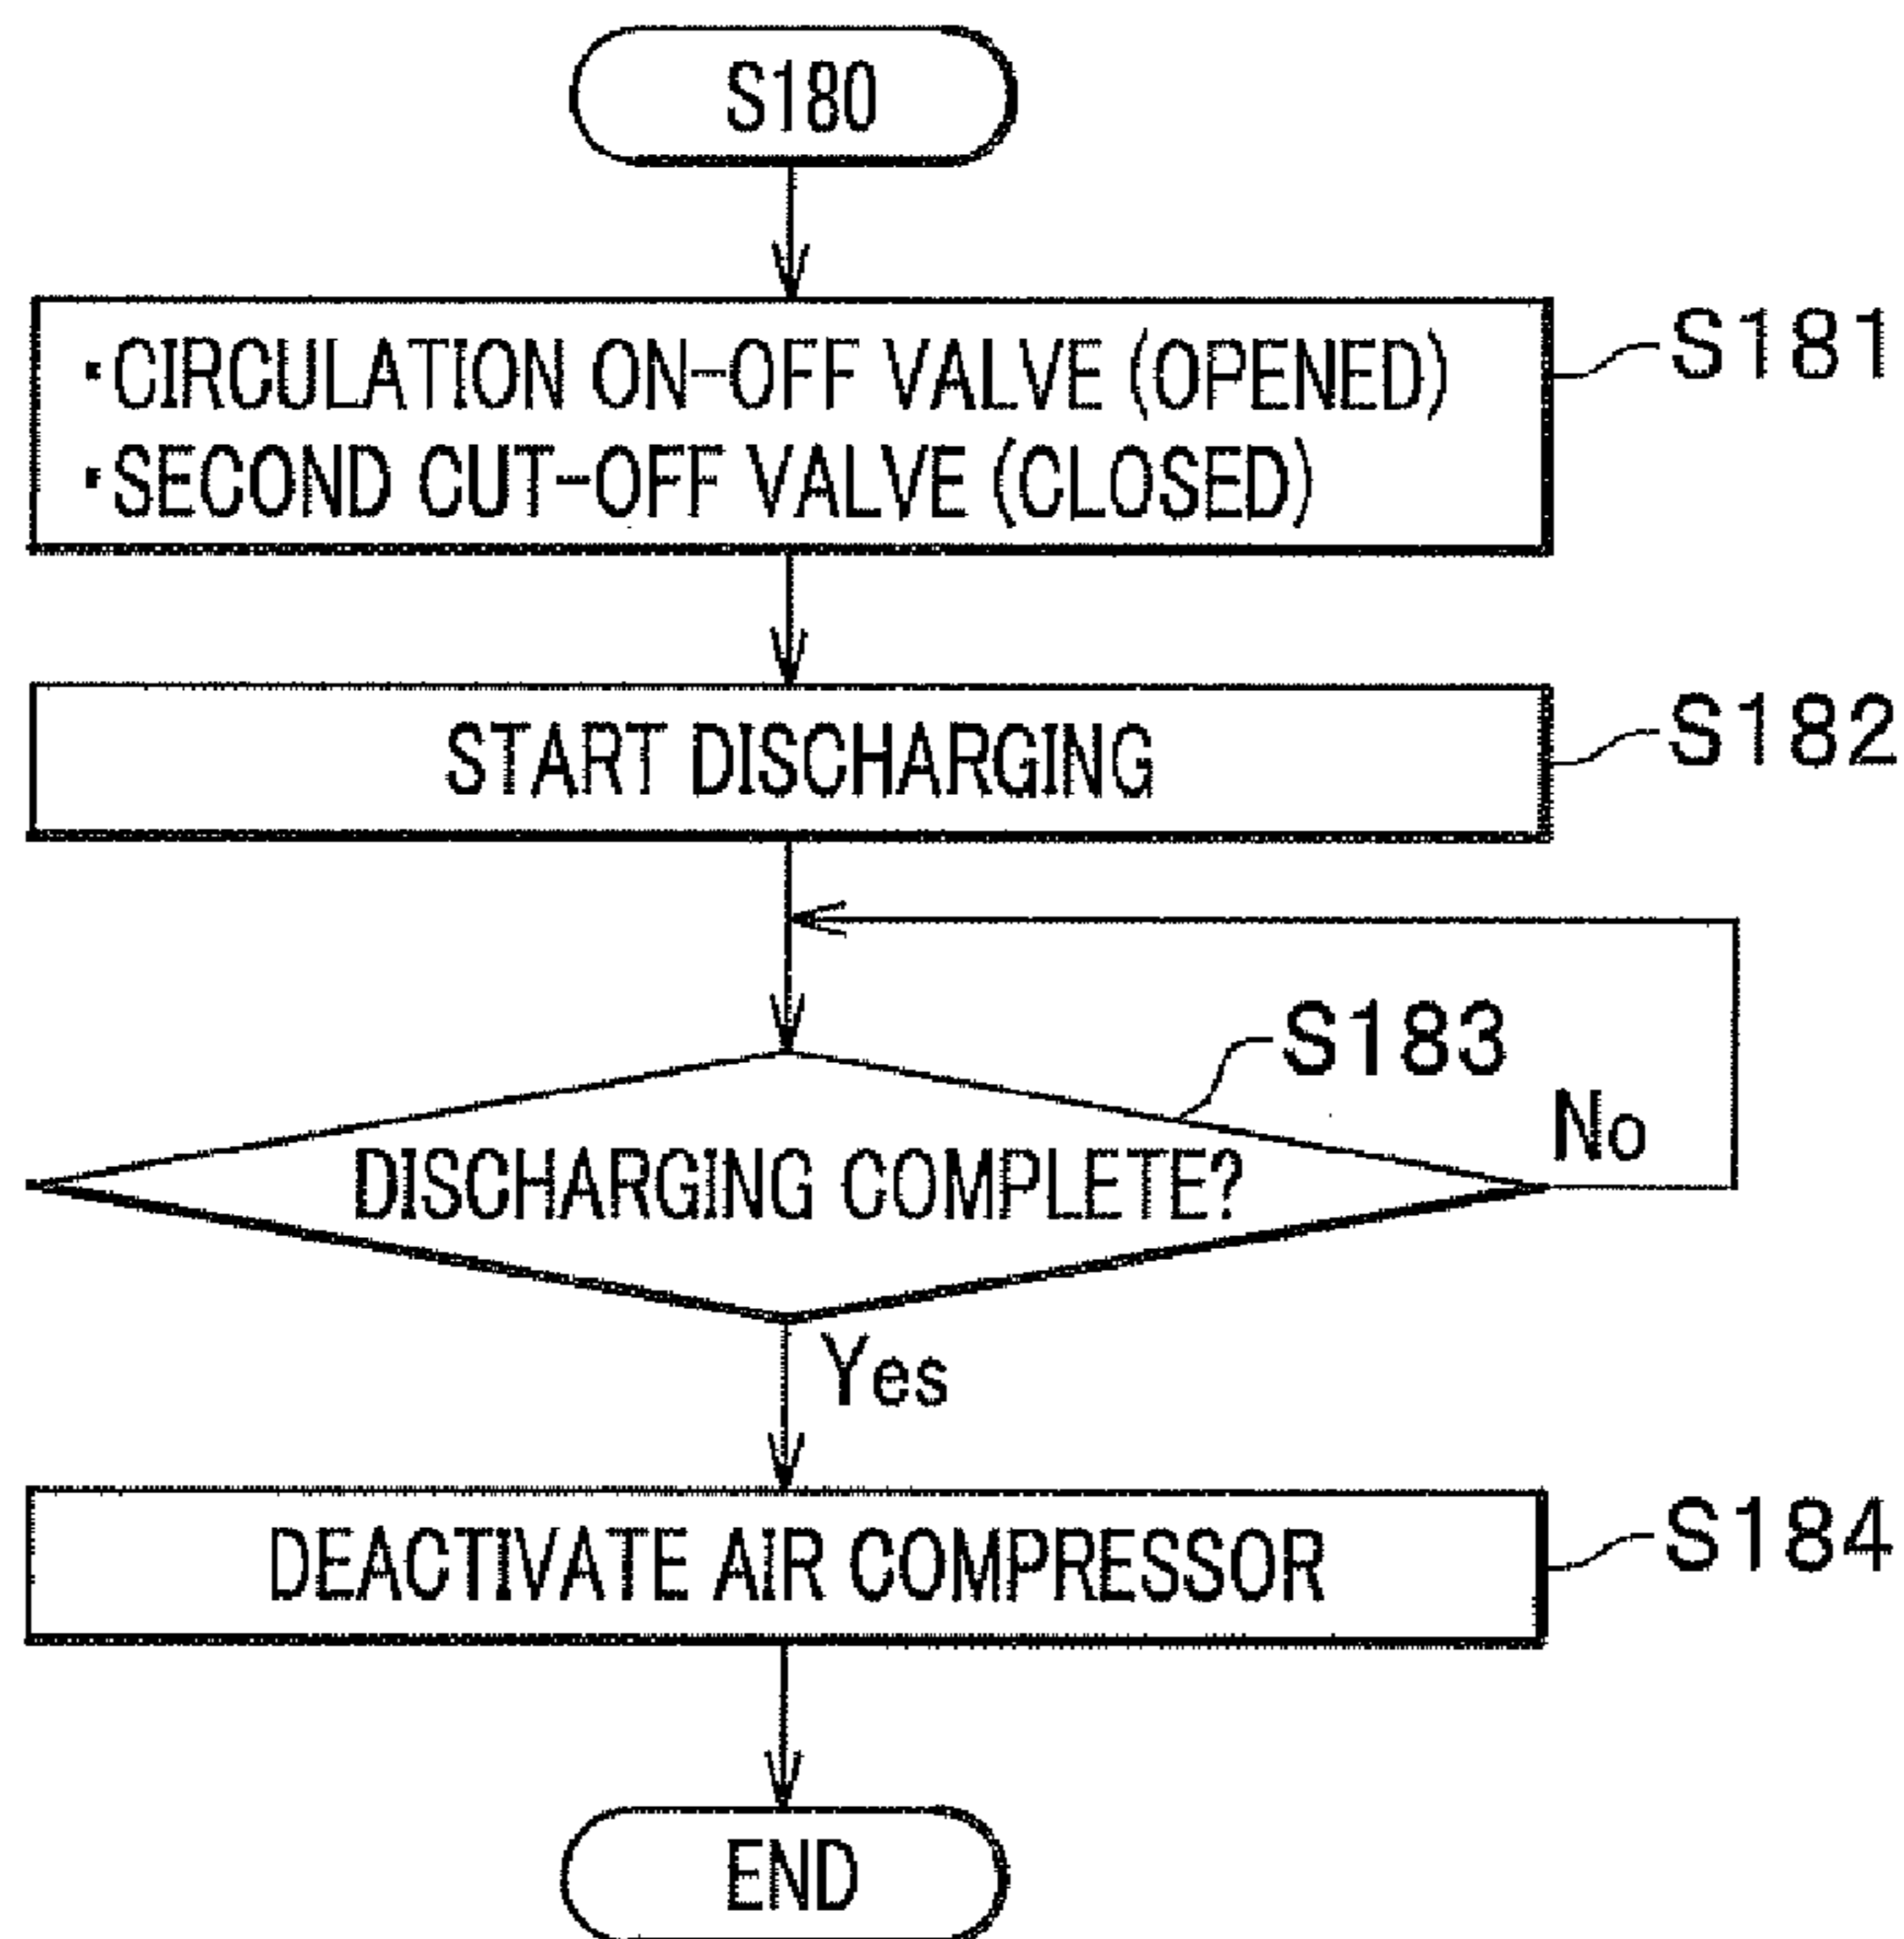 S180
・CIRCULATION ON-OFF VALVE (OPENED)
・SECOND CUT-OFF VALVE (CLOSED)
S181
START DISCHARGING
S182
S183
DISCHARGING COMPLETE?
No
Yes
DEACTIVATE AIR COMPRESSOR
S184
END